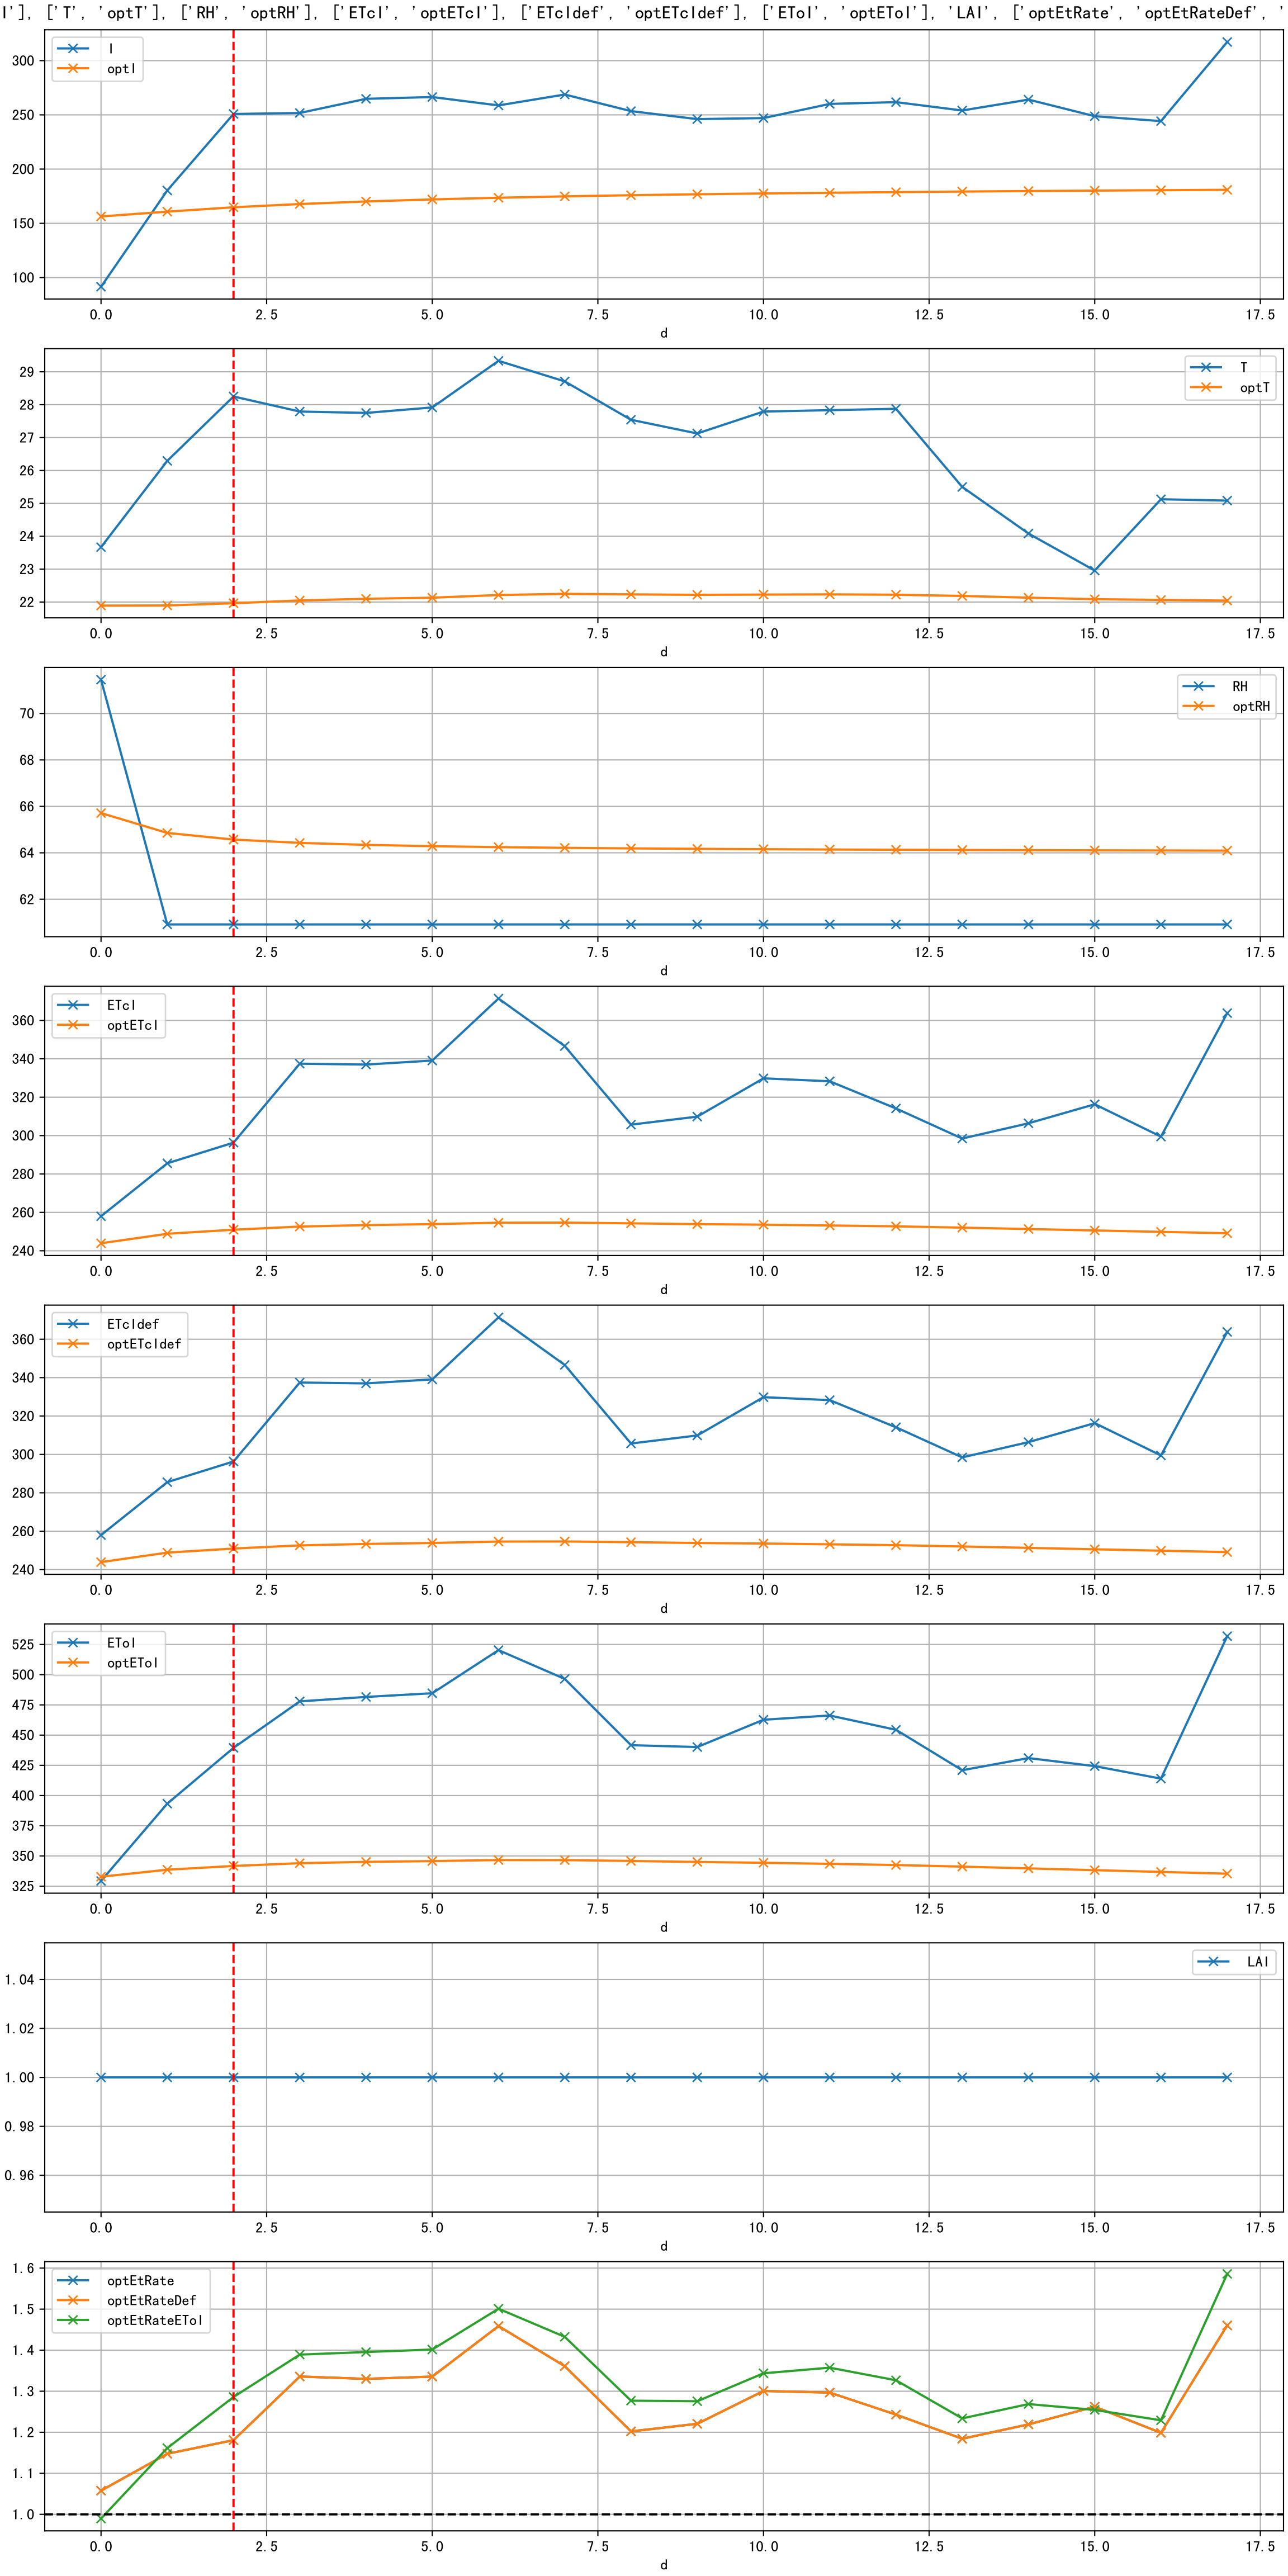 I'], ['T', 'optT'], ['RH', 'optRH'], ['ETcI', 'optETcI'], ['ETcIdef', 'optETcIdef'], ['EToI', 'optEToI'], 'LAI', ['optEtRate', 'optEtRateDef', '
I
optI
300
250
200
150
100
0.0 2.5 5.0 7.5 10.0 12.5 15.0 17.5
d
T
optT
29
28
27
26
25
24
23
22
0.0 2.5 5.0 7.5 10.0 12.5 15.0 17.5
d
RH
optRH
70
68
66
64
62
0.0 2.5 5.0 7.5 10.0 12.5 15.0 17.5
d
ETcI
optETcI
360
340
320
300
280
260
240
0.0 2.5 5.0 7.5 10.0 12.5 15.0 17.5
d
ETcIdef
optETcIdef
360
340
320
300
280
260
240
0.0 2.5 5.0 7.5 10.0 12.5 15.0 17.5
d
EToI
optEToI
525
500
475
450
425
400
375
350
325
0.0 2.5 5.0 7.5 10.0 12.5 15.0 17.5
d
LAI
1.04
1.02
1.00
0.98
0.96
0.0 2.5 5.0 7.5 10.0 12.5 15.0 17.5
d
optEtRate
optEtRateDef
optEtRateEToI
1.6
1.5
1.4
1.3
1.2
1.1
1.0
0.0 2.5 5.0 7.5 10.0 12.5 15.0 17.5
d